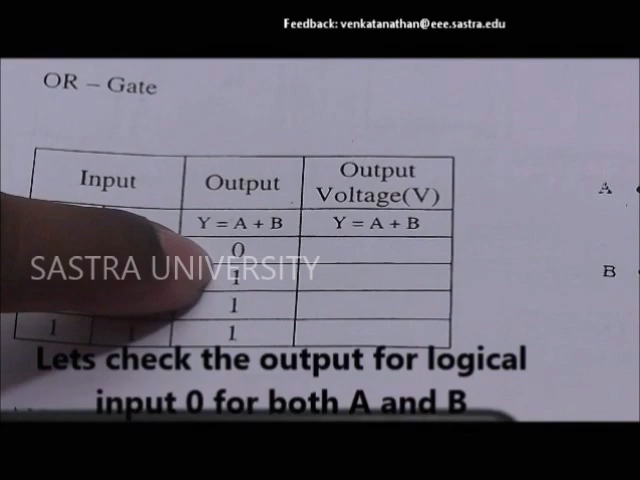 Feedback: venkatanathan@eee.sastra.edu
OR – Gate
Input Output Output Voltage(V)
Y = A + B Y = A + B
0
1
1
1 1 1
A
B
SASTRA UNIVERSITY
Lets check the output for logical
input 0 for both A and B